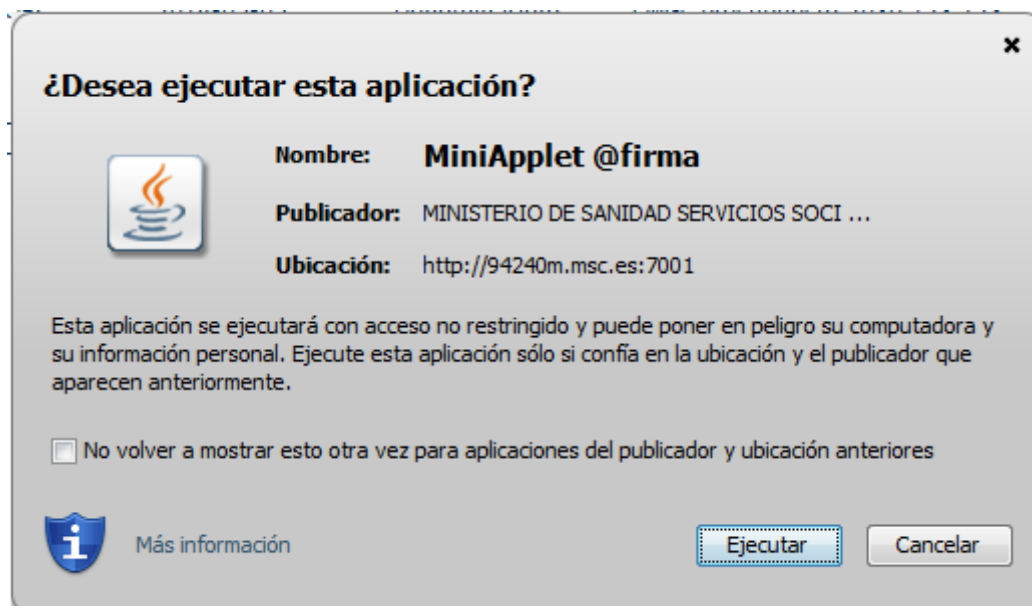 ¿Desea ejecutar esta aplicación?
Nombre: MiniApplet @firma
Publicador: MINISTERIO DE SANIDAD SERVICIOS SOCI ...
Ubicación: http://94240m.msc.es:7001
Esta aplicación se ejecutará con acceso no restringido y puede poner en peligro su computadora y
su información personal. Ejecute esta aplicación sólo si confía en la ubicación y el publicador que
aparecen anteriormente.
No volver a mostrar esto otra vez para aplicaciones del publicador y ubicación anteriores
Más información
Ejecutar
Cancelar